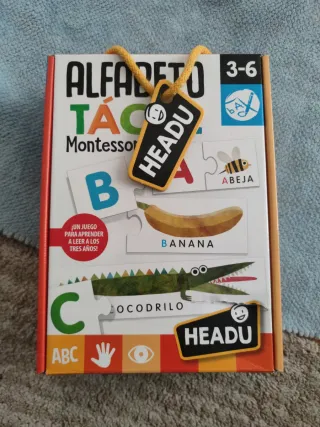 ALFABETO
3-6
TÁC
Montessor
HEADU
B
A
ABEJA
¡UN JUEGO
PARA APRENDER
A LEER A LOS
TRES AÑOS!
BANANA
C
OCODRILO
HEADU
ABC